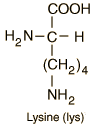 COOH
H₂N–C–H
(CH₂)₄
NH₂
Lysine (lys)